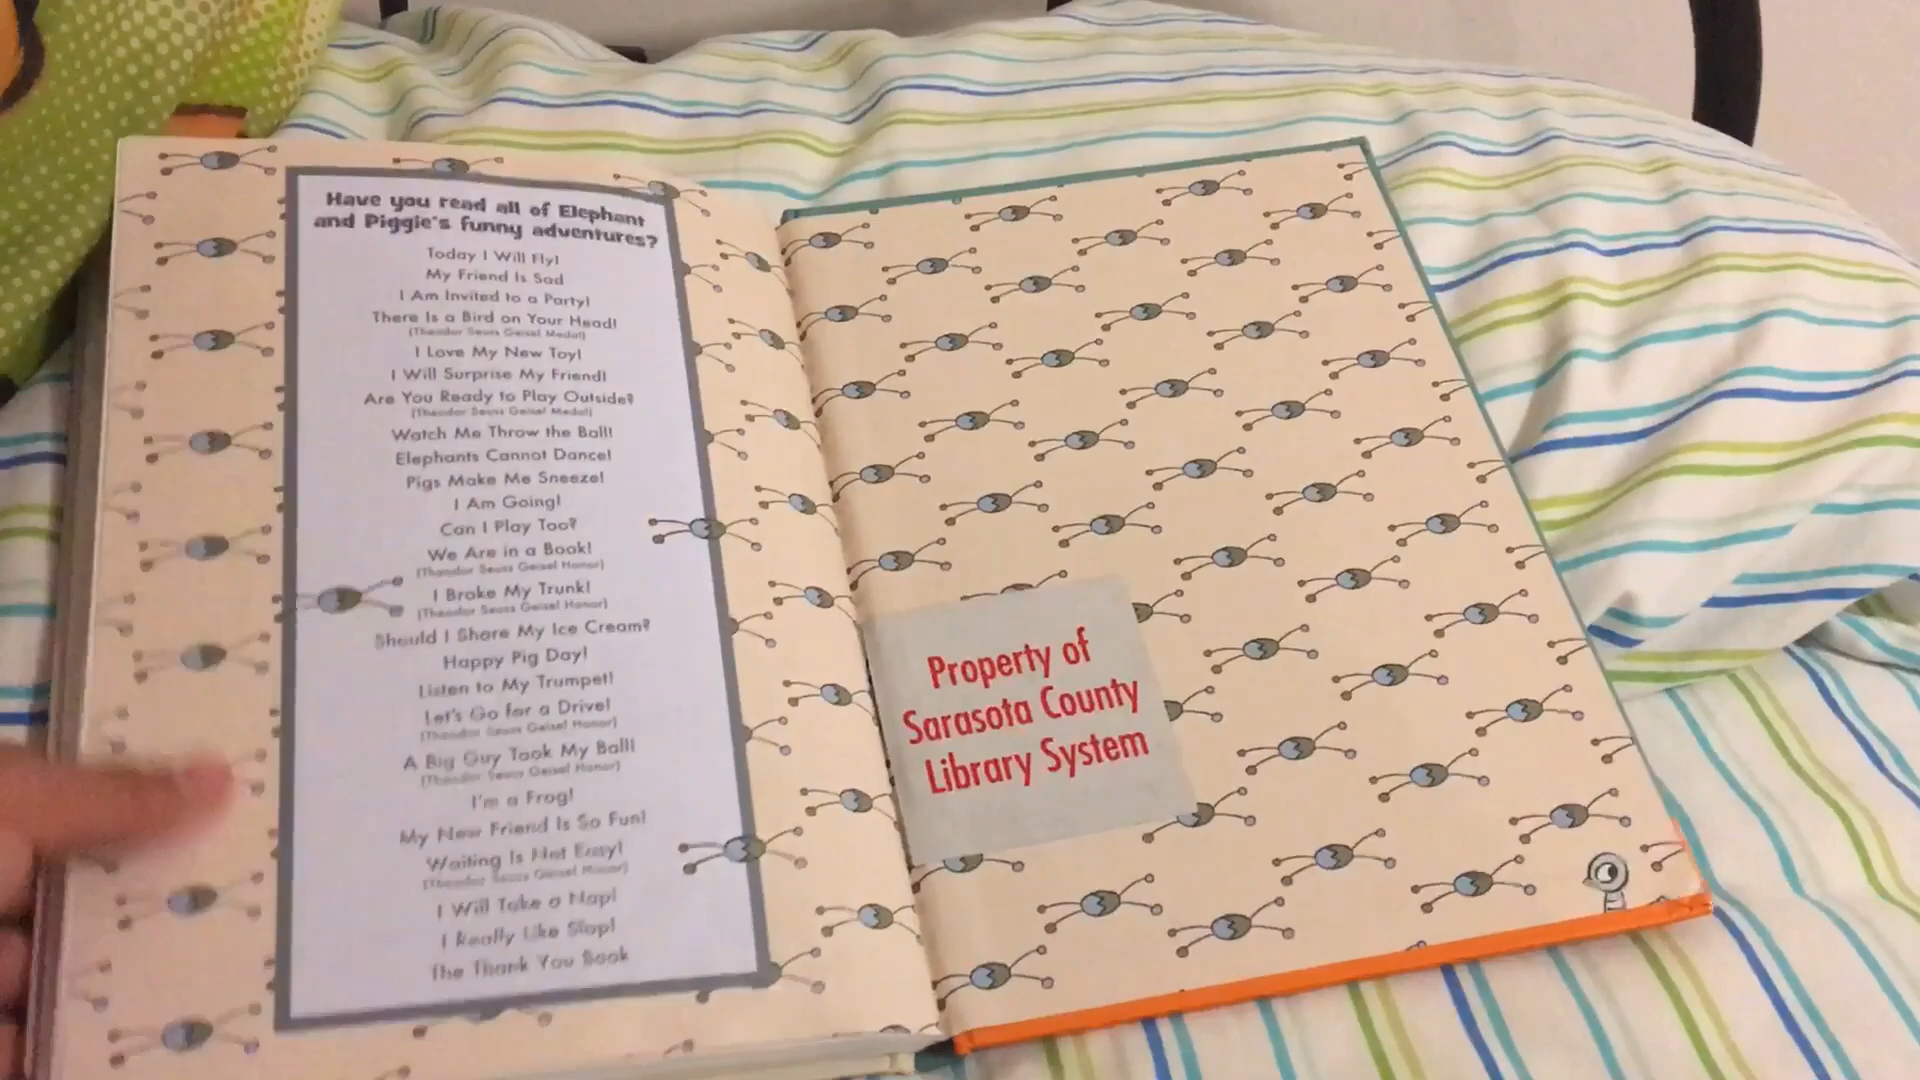 Have you read all of Elephant
and Piggie's funny adventures?
Today I Will Fly!
My Friend Is Sad
I Am Invited to a Party!
There Is a Bird on Your Head!
(Theodor Seuss Geisel Medal)
I Love My New Toy!
I Will Surprise My Friend!
Are You Ready to Play Outside?
(Theodor Seuss Geisel Medal)
Watch Me Throw the Ball!
Elephants Cannot Dance!
Pigs Make Me Sneeze!
I Am Going!
Can I Play Too?
We Are in a Book!
(Theodor Seuss Geisel Honor)
I Broke My Trunk!
(Theodor Seuss Geisel Honor)
Should I Share My Ice Cream?
Happy Pig Day!
Listen to My Trumpet!
Let's Go for a Drive!
(Theodor Seuss Geisel Honor)
A Big Guy Took My Ball!
(Theodor Seuss Geisel Honor)
I'm a Frog!
My New Friend Is So Fun!
Waiting Is Not Easy!
(Theodor Seuss Geisel Honor)
I Will Take a Nap!
I Really Like Slop!
The Thank You Book
Property of
Sarasota County
Library System